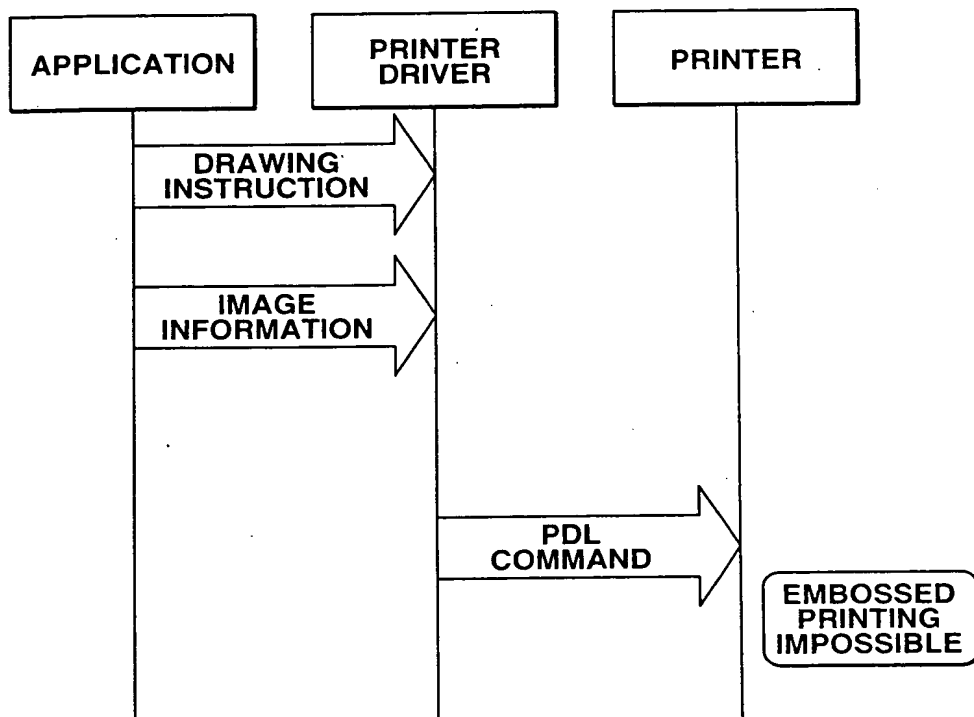 APPLICATION
PRINTER
DRIVER
PRINTER
DRAWING
INSTRUCTION
IMAGE
INFORMATION
PDL
COMMAND
EMBOSSED
PRINTING
IMPOSSIBLE